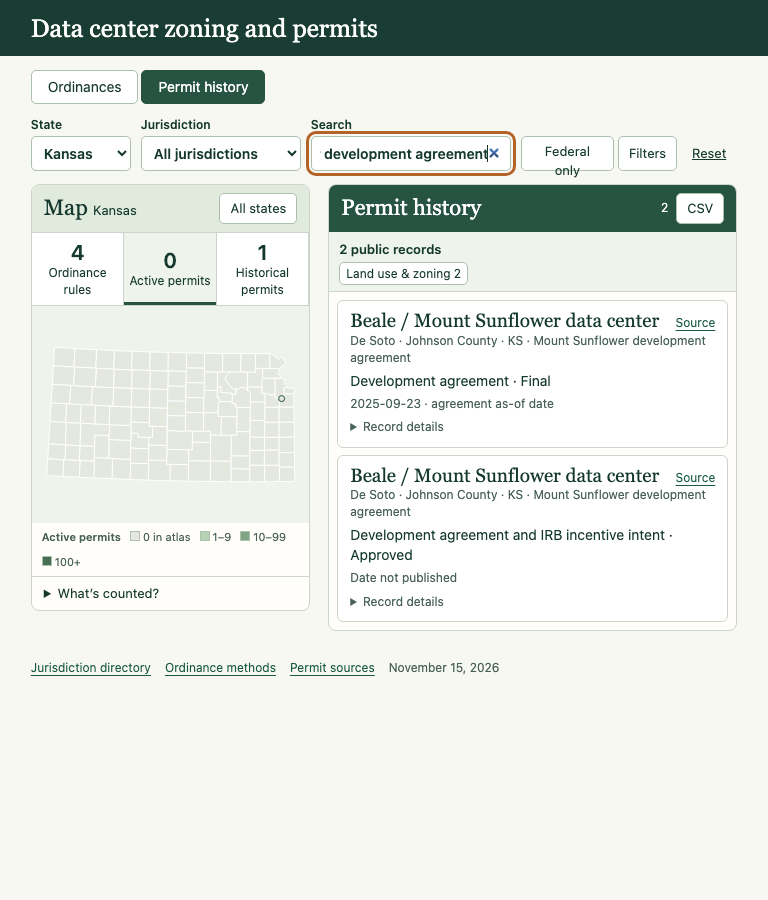 Data center zoning and permits
Ordinances
Permit history
State
Jurisdiction
Search
Kansas
All jurisdictions
development agreement
Federal
only
Filters
Reset
Map Kansas
All states
4
Ordinance
rules
0
Active permits
1
Historical
permits
Active permits
0 in atlas
1–9
10–99
100+
What's counted?
Permit history
2
CSV
2 public records
Land use & zoning 2
Beale / Mount Sunflower data center
Source
De Soto · Johnson County · KS · Mount Sunflower development
agreement
Development agreement · Final
2025-09-23 · agreement as-of date
Record details
Beale / Mount Sunflower data center
Source
De Soto · Johnson County · KS · Mount Sunflower development
agreement
Development agreement and IRB incentive intent ·
Approved
Date not published
Record details
Jurisdiction directory
Ordinance methods
Permit sources
November 15, 2026